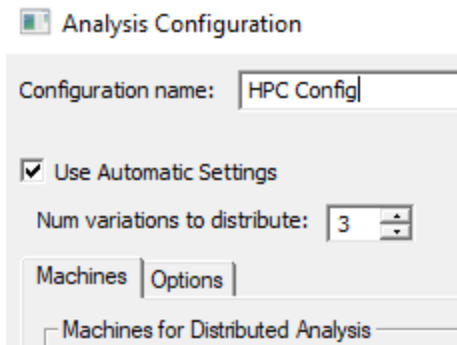 Analysis Configuration
Configuration name: HPC Config
Use Automatic Settings
Num variations to distribute: 3
Machines Options
Machines for Distributed Analysis